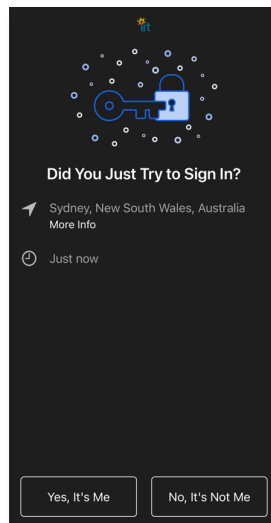 irt
Did You Just Try to Sign In?
Sydney, New South Wales, Australia
More Info
Just now
Yes, It's Me
No, It's Not Me